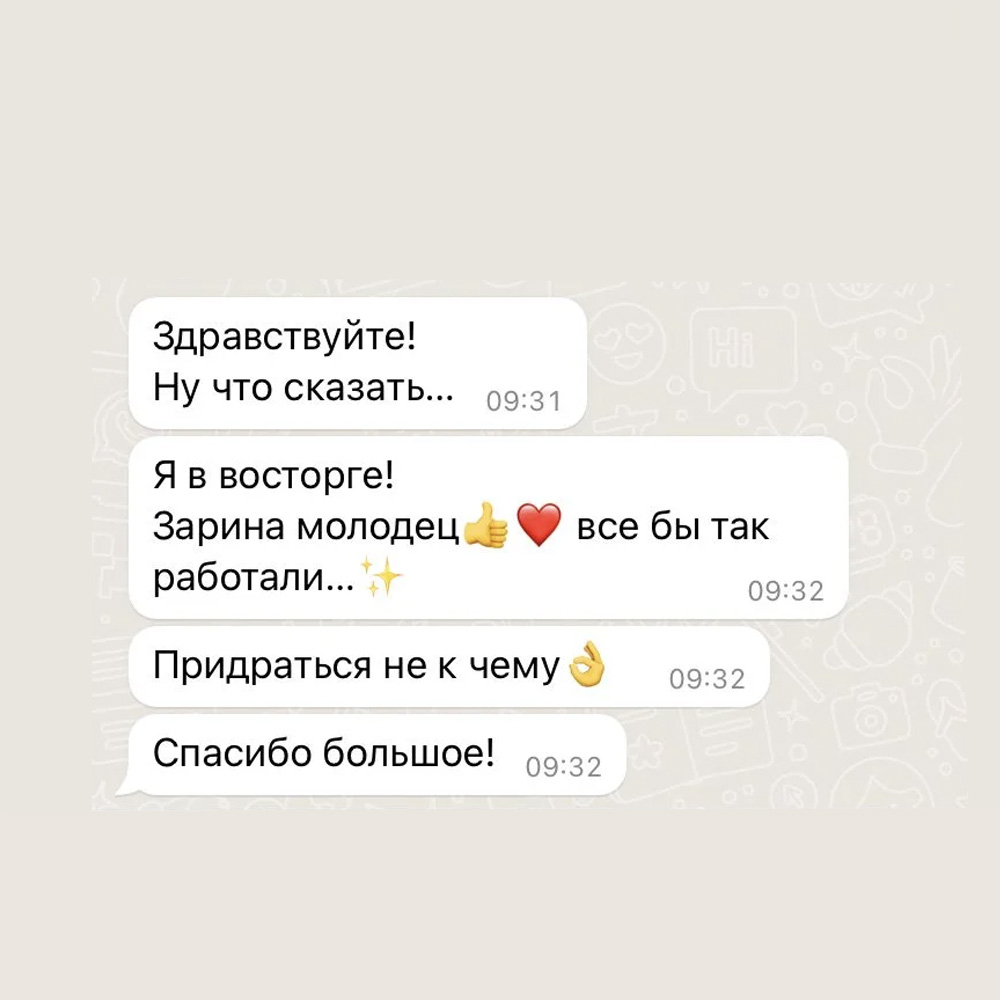 Здравствуйте!
Ну что сказать...
09:31
Я в восторге!
Зарина молодец👍❤️ все бы так
работали...✨
09:32
Придраться не к чему👌
09:32
Спасибо большое!
09:32
Hi